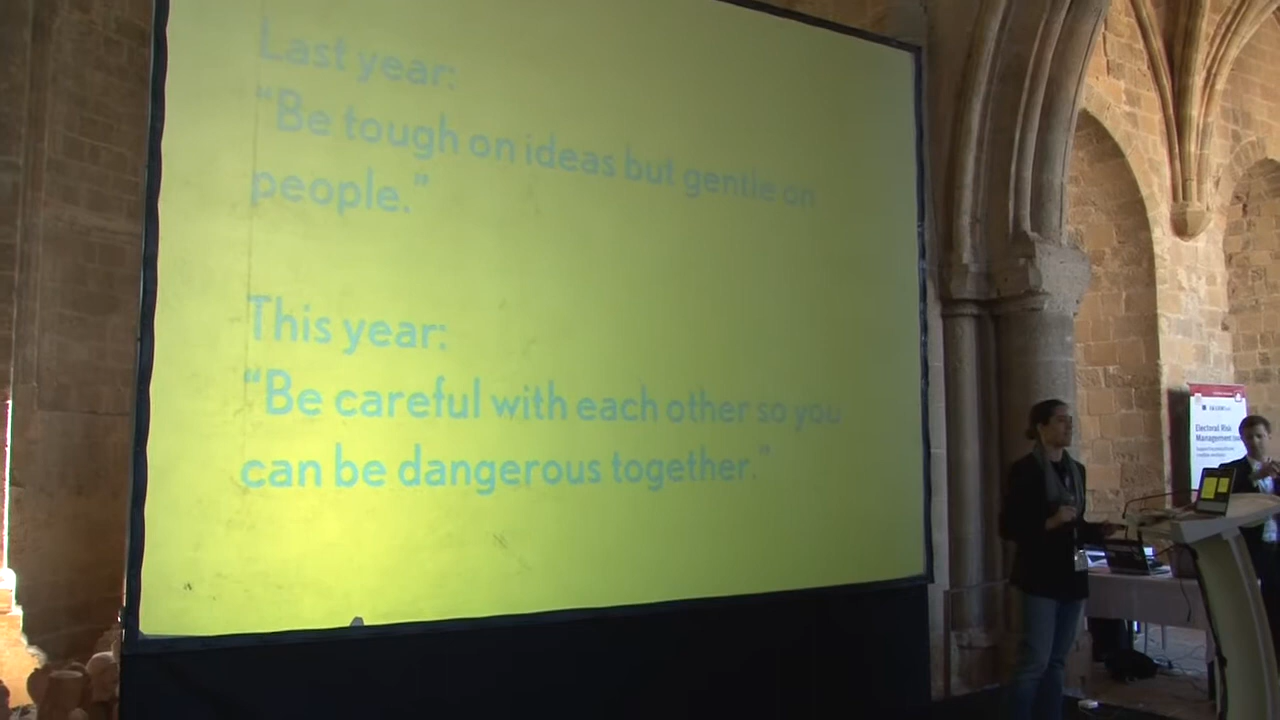 Last year:
“Be tough on ideas but gentle on
people.”
This year:
“Be careful with each other so you
can be dangerous together.”
Electoral Risk
Management